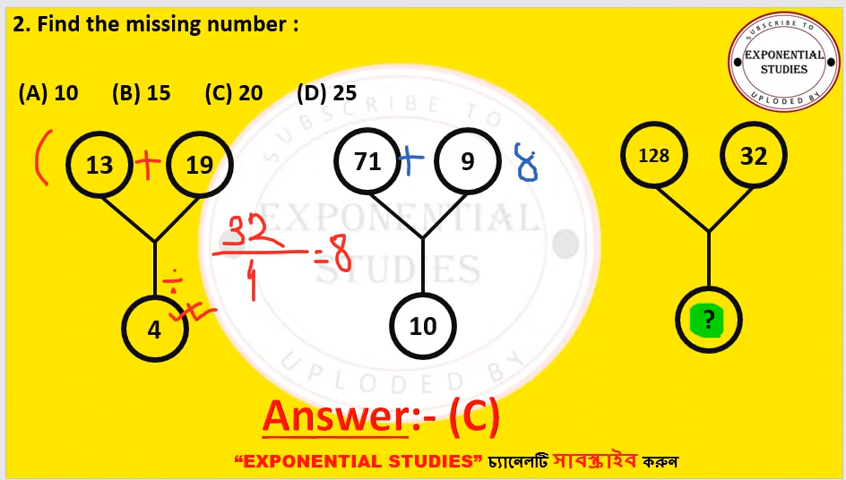 2. Find the missing number :
SUBSCRIBE TO
EXPONENTIAL
STUDIES
UPLODED BY
(A) 10 (B) 15 (C) 20 (D) 25
( 13 + 19
71 + 9 8
128 32
SUBSCRIBE TO
EXPONENTIAL
STUDIES
UPLODED BY
32
4
=8
÷
4
10
?
Answer:- (C)
“EXPONENTIAL STUDIES” চ্যানেলটি সাবস্ক্রাইব করুন